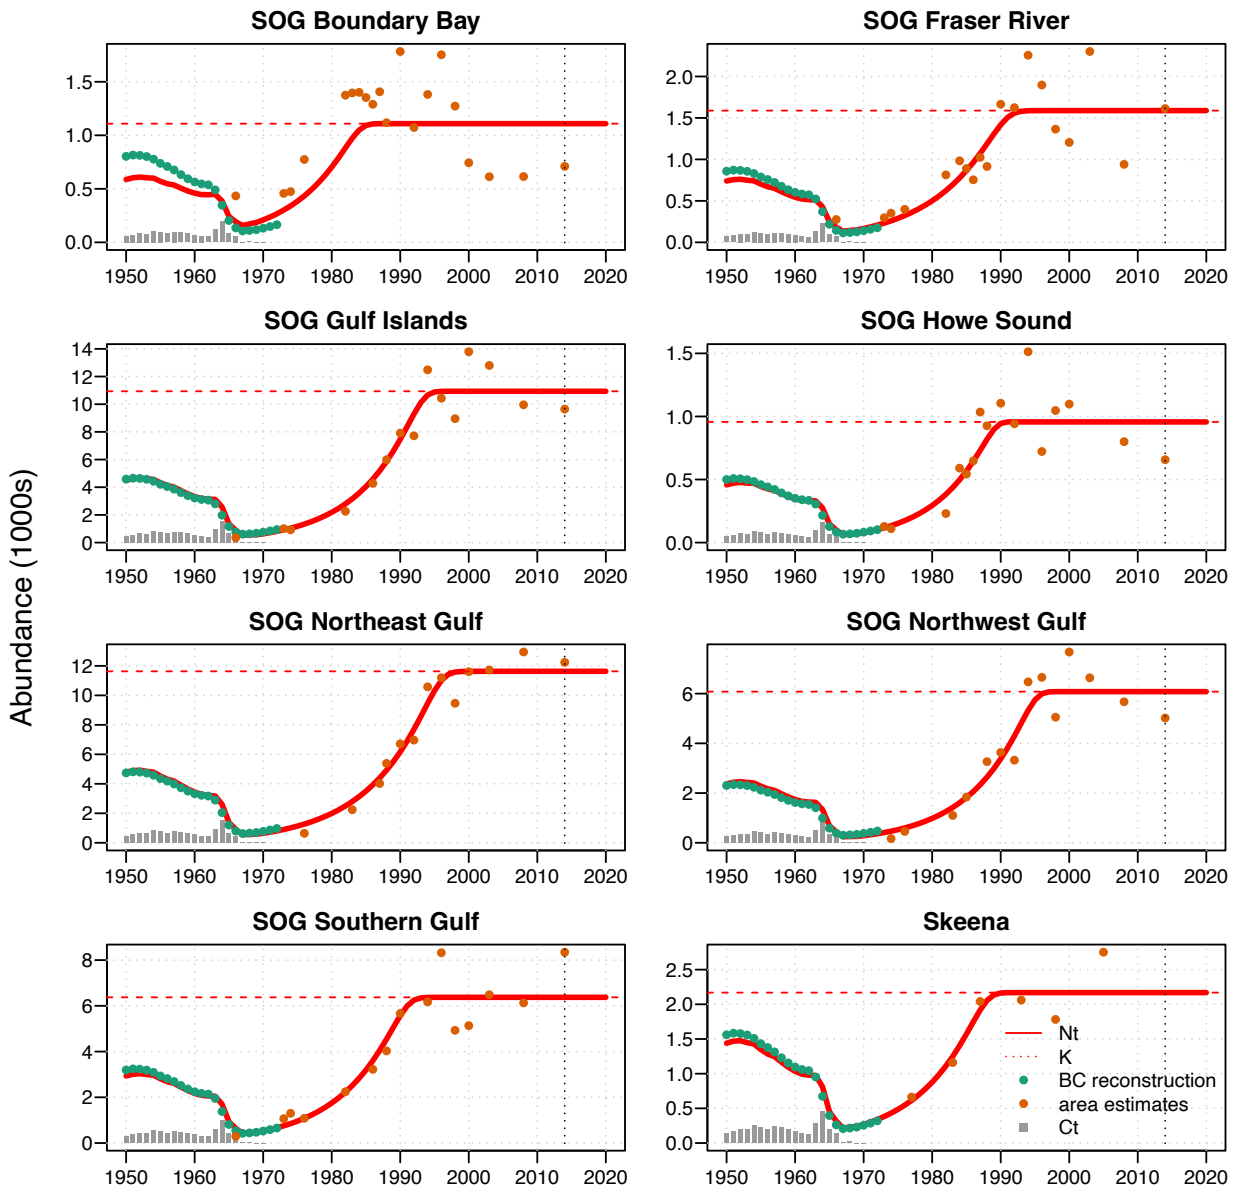 SOG Boundary Bay
SOG Fraser River
1.5
1.0
0.5
0.0
1950 1960 1970 1980 1990 2000 2010 2020
2.0
1.5
1.0
0.5
0.0
1950 1960 1970 1980 1990 2000 2010 2020
SOG Gulf Islands
SOG Howe Sound
14
12
10
8
6
4
2
0
1950 1960 1970 1980 1990 2000 2010 2020
1.5
1.0
0.5
0.0
1950 1960 1970 1980 1990 2000 2010 2020
Abundance (1000s)
SOG Northeast Gulf
SOG Northwest Gulf
12
10
8
6
4
2
0
1950 1960 1970 1980 1990 2000 2010 2020
6
4
2
0
1950 1960 1970 1980 1990 2000 2010 2020
SOG Southern Gulf
Skeena
8
6
4
2
0
1950 1960 1970 1980 1990 2000 2010 2020
2.5
2.0
1.5
1.0
0.5
0.0
Nt
K
BC reconstruction
area estimates
Ct
1950 1960 1970 1980 1990 2000 2010 2020